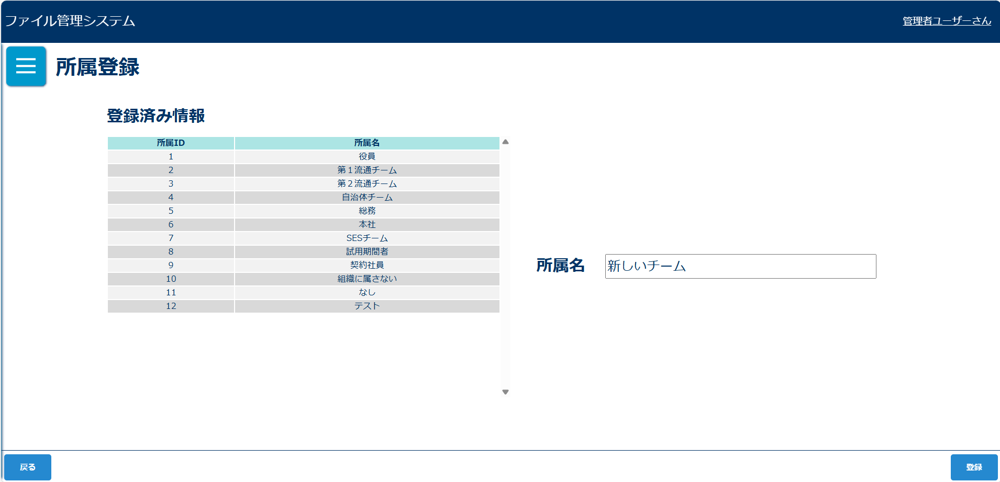 ファイル管理システム
管理者ユーザーさん
所属登録
登録済み情報
所属ID 所属名
1 役員
2 第１流通チーム
3 第２流通チーム
4 自治体チーム
5 総務
6 本社
7 SESチーム
8 試用期間者
9 契約社員
10 組織に属さない
11 なし
12 テスト
所属名 新しいチーム
戻る
登録